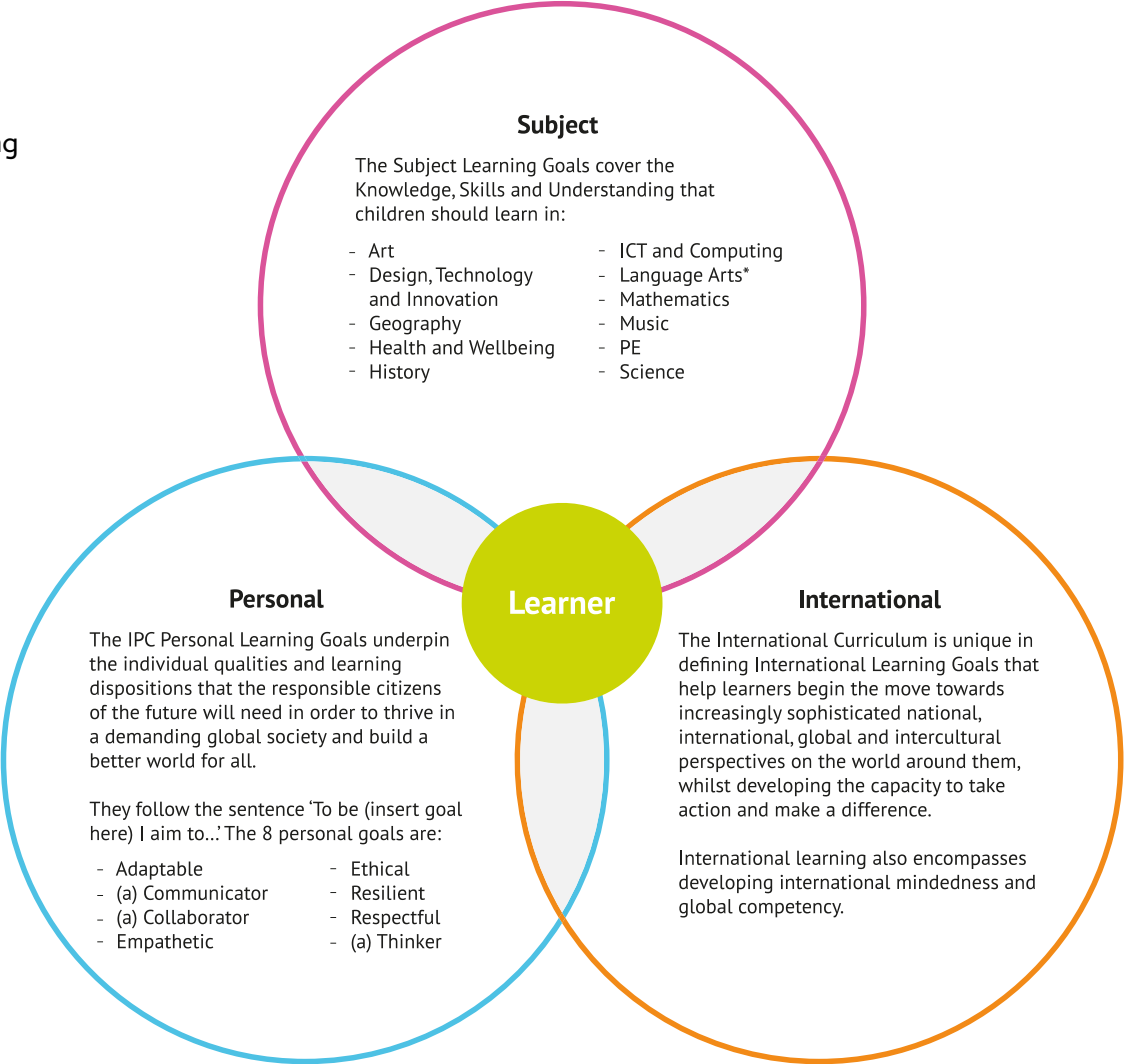 ng
Subject
The Subject Learning Goals cover the
Knowledge, Skills and Understanding that
children should learn in:
- Art
- Design, Technology
and Innovation
- Geography
- Health and Wellbeing
- History
- ICT and Computing
- Language Arts*
- Mathematics
- Music
- PE
- Science
Learner
Personal
The IPC Personal Learning Goals underpin
the individual qualities and learning
dispositions that the responsible citizens
of the future will need in order to thrive in
a demanding global society and build a
better world for all.
They follow the sentence ‘To be (insert goal
here) I aim to...’ The 8 personal goals are:
- Adaptable
- (a) Communicator
- (a) Collaborator
- Empathetic
- Ethical
- Resilient
- Respectful
- (a) Thinker
International
The International Curriculum is unique in
defining International Learning Goals that
help learners begin the move towards
increasingly sophisticated national,
international, global and intercultural
perspectives on the world around them,
whilst developing the capacity to take
action and make a difference.
International learning also encompasses
developing international mindedness and
global competency.